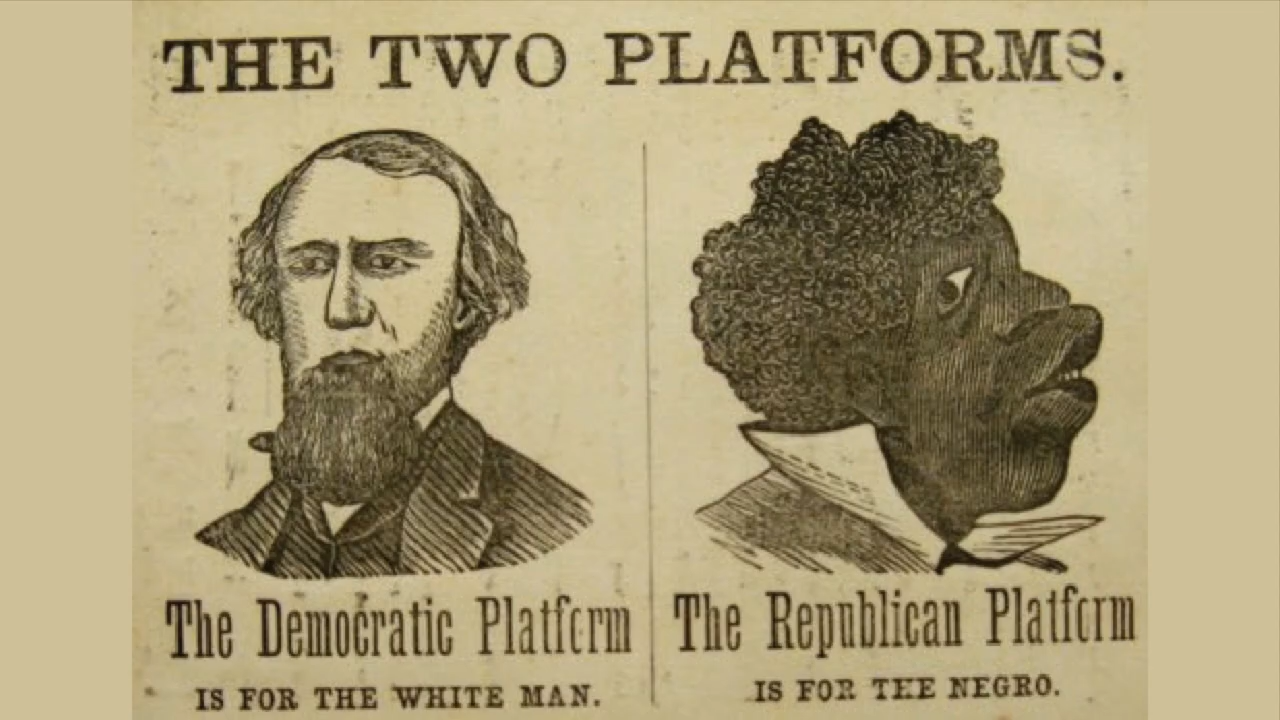 THE TWO PLATFORMS.
The Democratic Platform
IS FOR THE WHITE MAN.
The Republican Platform
IS FOR THE NEGRO.